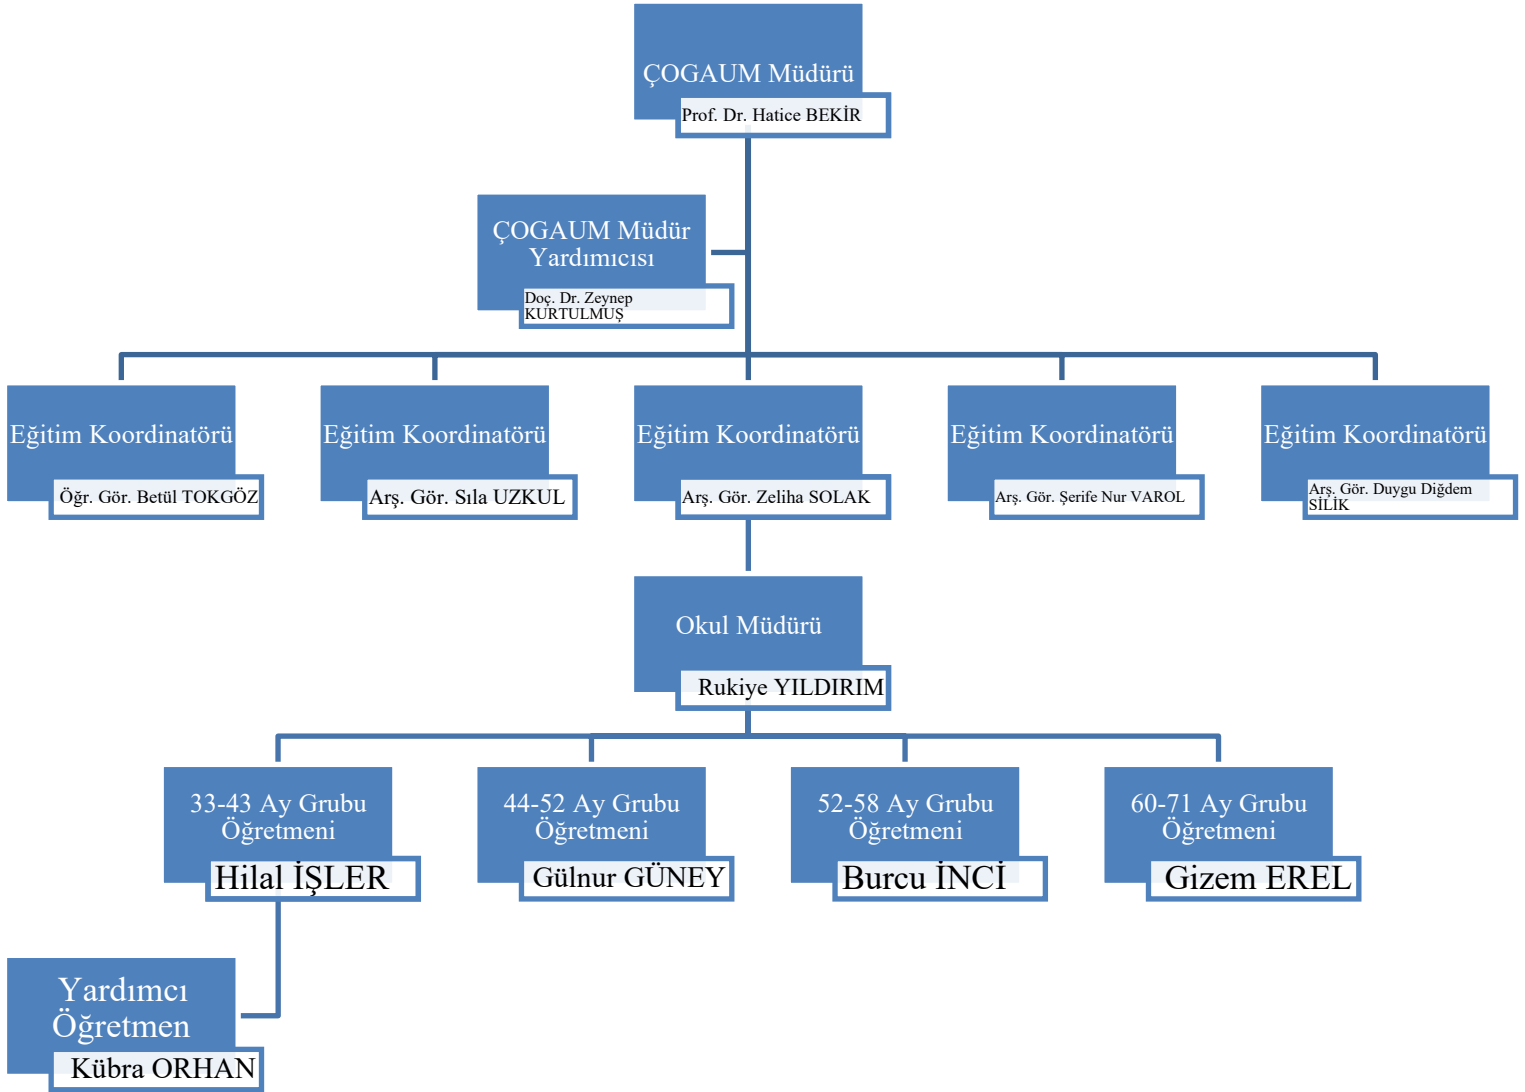 ÇOGAUM Müdürü
Prof. Dr. Hatice BEKİR
ÇOGAUM Müdür
Yardımıcısı
Doç. Dr. Zeynep
KURTULMUŞ
Eğitim Koordinatörü
Öğr. Gör. Betül TOKGÖZ
Eğitim Koordinatörü
Arş. Gör. Sıla UZKUL
Eğitim Koordinatörü
Arş. Gör. Zeliha SOLAK
Eğitim Koordinatörü
Arş. Gör. Şerife Nur VAROL
Eğitim Koordinatörü
Arş. Gör. Duygu Diğdem
SİLİK
Okul Müdürü
Rukiye YILDIRIM
33-43 Ay Grubu
Öğretmeni
Hilal İŞLER
44-52 Ay Grubu
Öğretmeni
Gülnur GÜNEY
52-58 Ay Grubu
Öğretmeni
Burcu İNCİ
60-71 Ay Grubu
Öğretmeni
Gizem EREL
Yardımcı
Öğretmen
Kübra ORHAN